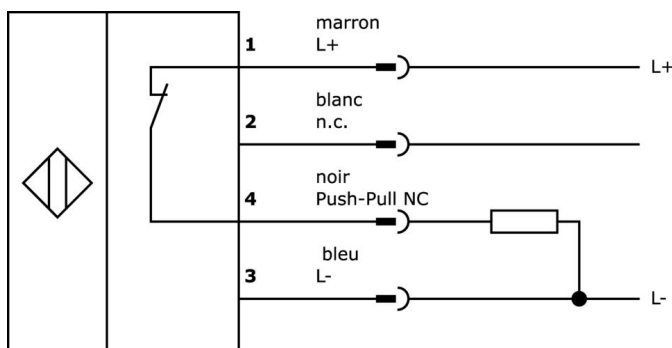 marron
1 L+
L+
blanc
2 n.c.
noir
4 Push-Pull NC
bleu
3 L-
L-